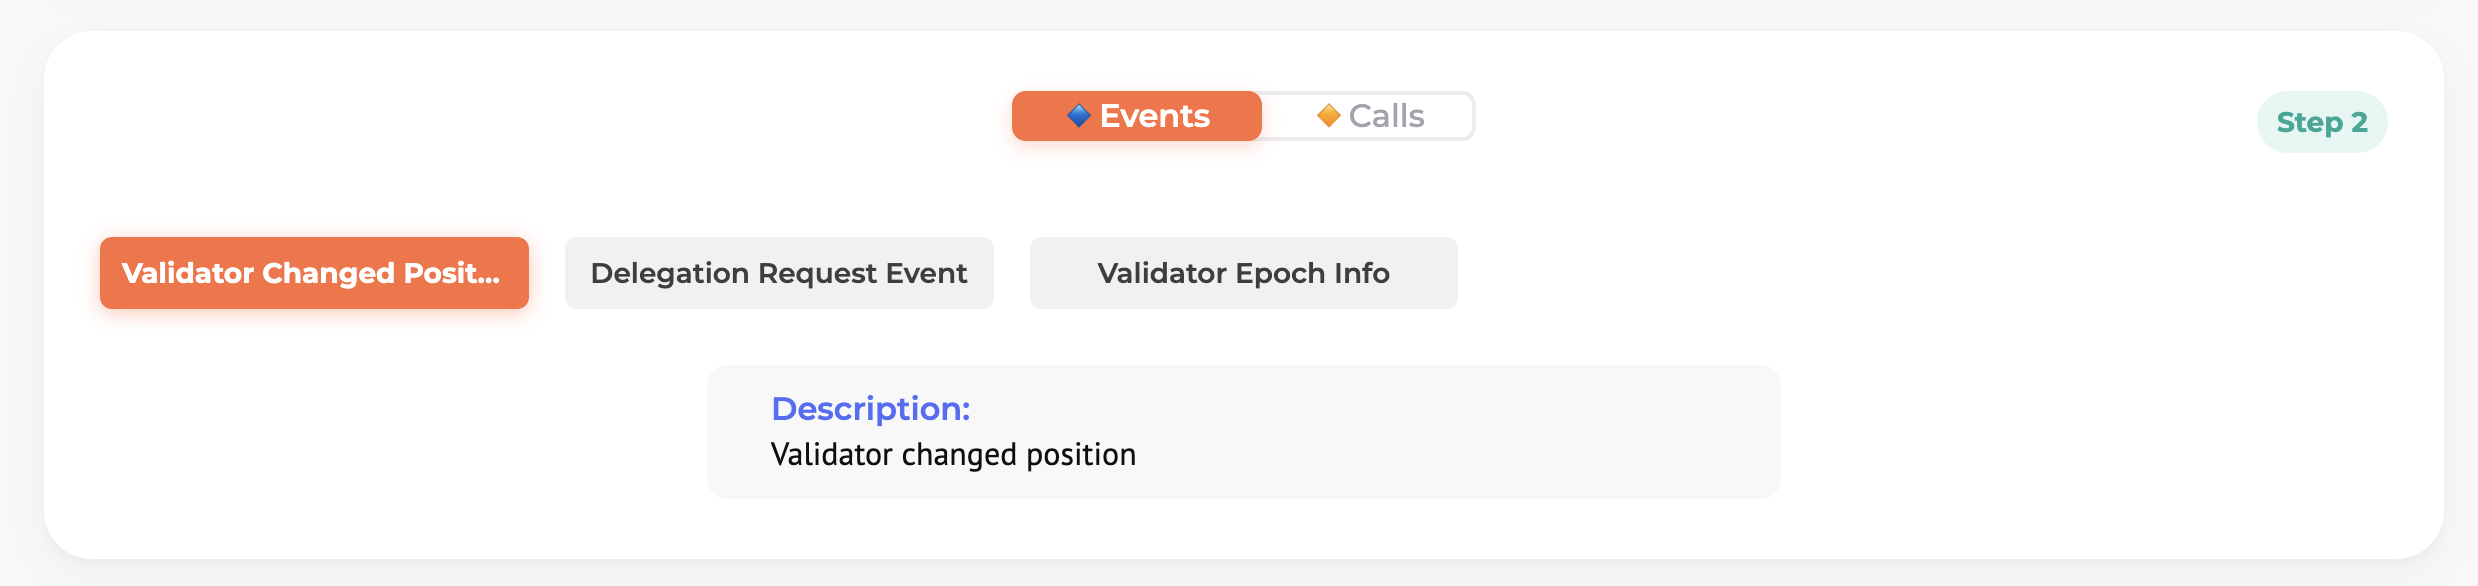 Events
Calls
Step 2
Validator Changed Posit...
Delegation Request Event
Validator Epoch Info
Description:
Validator changed position